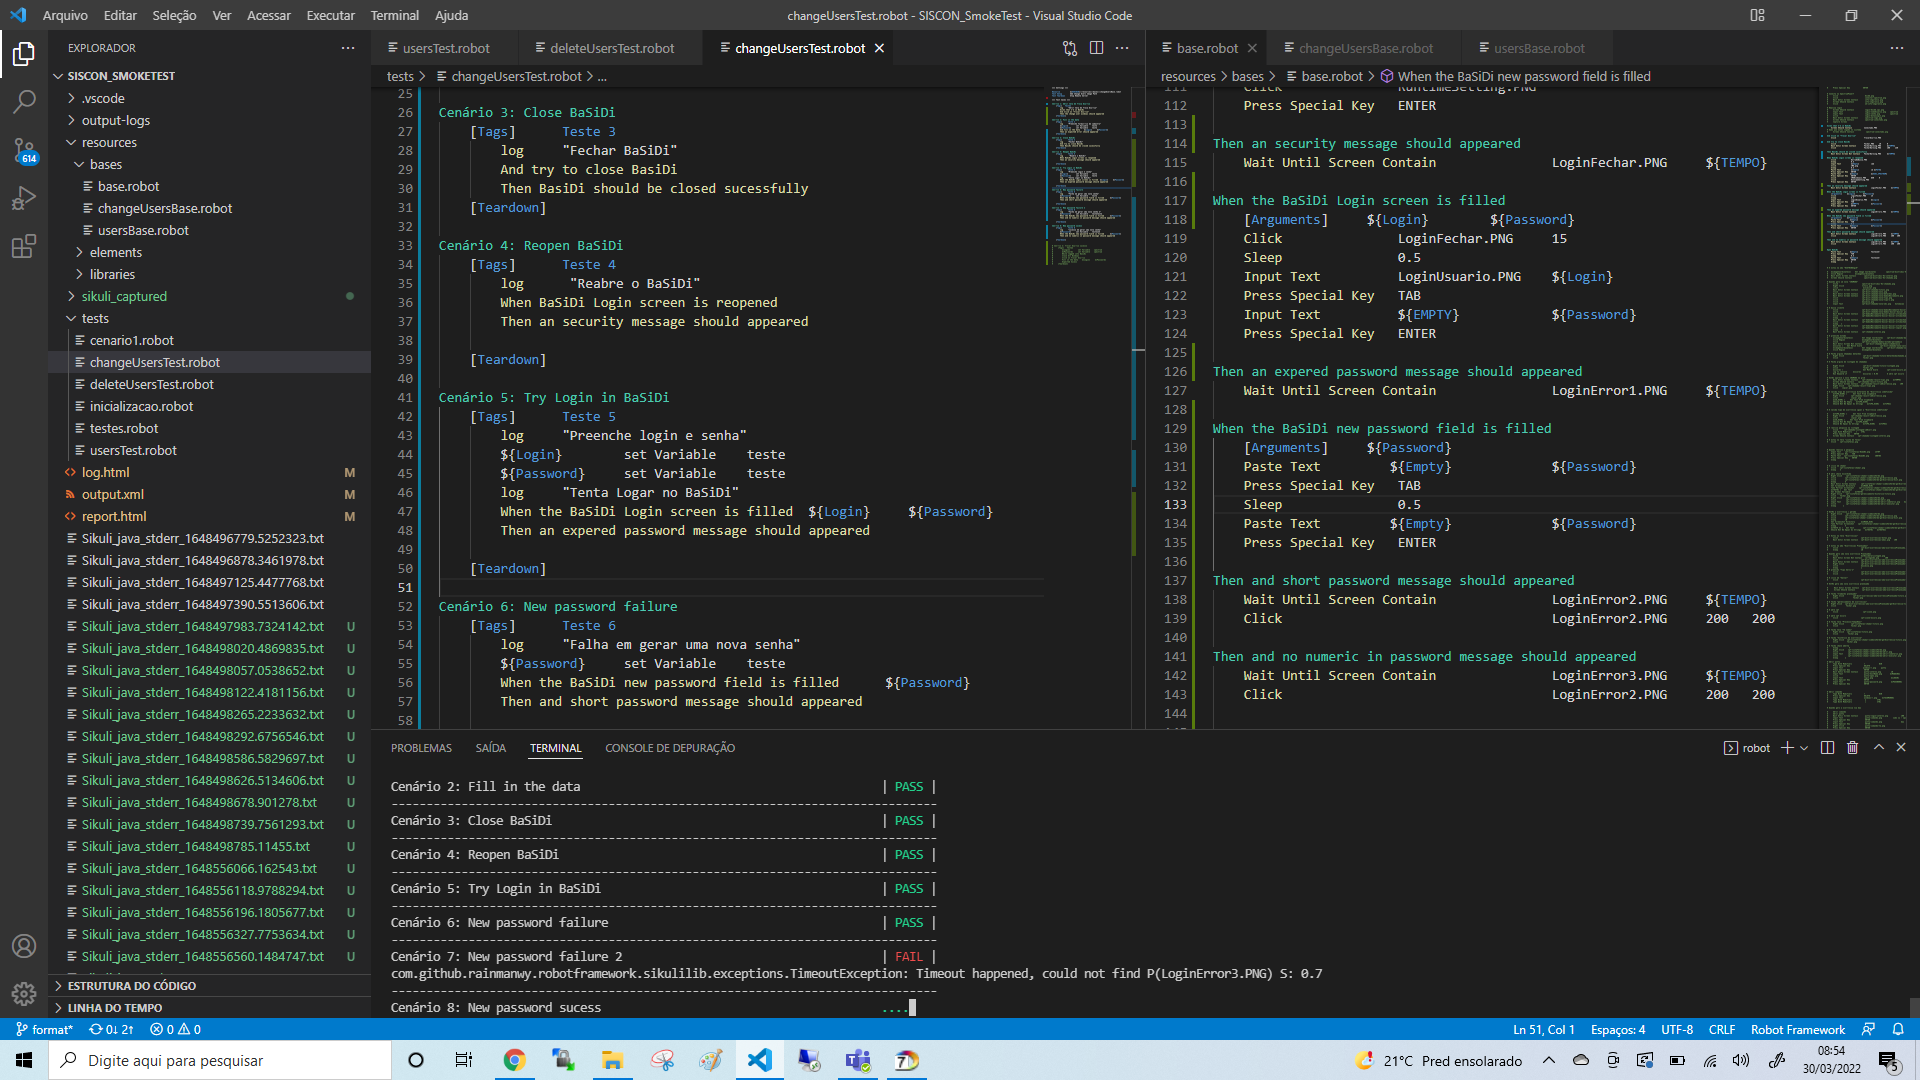 Arquivo Editar Seleção Ver Acessar Executar Terminal Ajuda
changeUsersTest.robot - SISCON_SmokeTest - Visual Studio Code
EXPLORADOR
SISCON_SMOKETEST
.vscode
output-logs
resources
bases
base.robot
changeUsersBase.robot
usersBase.robot
elements
libraries
sikuli_captured
tests
cenario1.robot
changeUsersTest.robot
deleteUsersTest.robot
inicializacao.robot
testes.robot
usersTest.robot
log.html M
output.xml M
report.html M
Sikuli_java_stderr_1648496779.5252323.txt
Sikuli_java_stderr_1648496878.3461978.txt
Sikuli_java_stderr_1648497125.4477768.txt
Sikuli_java_stderr_1648497390.5513606.txt
Sikuli_java_stderr_1648497983.7324142.txt U
Sikuli_java_stderr_1648498020.4869835.txt U
Sikuli_java_stderr_1648498057.0538652.txt U
Sikuli_java_stderr_1648498122.4181156.txt U
Sikuli_java_stderr_1648498265.2233632.txt U
Sikuli_java_stderr_1648498292.6756546.txt U
Sikuli_java_stderr_1648498586.5829697.txt U
Sikuli_java_stderr_1648498626.5134606.txt U
Sikuli_java_stderr_1648498678.901278.txt U
Sikuli_java_stderr_1648498739.7561293.txt U
Sikuli_java_stderr_1648498785.11455.txt U
Sikuli_java_stderr_1648556066.162543.txt U
Sikuli_java_stderr_1648556118.9788294.txt U
Sikuli_java_stderr_1648556196.1805677.txt U
Sikuli_java_stderr_1648556327.7753634.txt U
Sikuli_java_stderr_1648556560.1484747.txt U
ESTRUTURA DO CÓDIGO
LINHA DO TEMPO
614
usersTest.robot deleteUsersTest.robot changeUsersTest.robot
tests > changeUsersTest.robot > ...
25
26 Cenário 3: Close BaSiDi
27 [Tags] Teste 3
28 log "Fechar BaSiDi"
29 And try to close BasiDi
30 Then BasiDi should be closed sucessfully
31 [Teardown]
32
33 Cenário 4: Reopen BaSiDi
34 [Tags] Teste 4
35 log "Reabre o BaSiDi"
36 When BaSiDi Login screen is reopened
37 Then an security message should appeared
38
39 [Teardown]
40
41 Cenário 5: Try Login in BaSiDi
42 [Tags] Teste 5
43 log "Preenche login e senha"
44 ${Login} set Variable teste
45 ${Password} set Variable teste
46 log "Tenta Logar no BaSiDi"
47 When the BaSiDi Login screen is filled ${Login} ${Password}
48 Then an expered password message should appeared
49
50 [Teardown]
51
52 Cenário 6: New password failure
53 [Tags] Teste 6
54 log "Falha em gerar uma nova senha"
55 ${Password} set Variable teste
56 When the BaSiDi new password field is filled ${Password}
57 Then and short password message should appeared
58
base.robot changeUsersBase.robot usersBase.robot
resources > bases > base.robot > When the BaSiDi new password field is filled
111 Click RuntimeSetting.PNG
112 Press Special Key ENTER
113
114 Then an security message should appeared
115 Wait Until Screen Contain LoginFechar.PNG ${TEMPO}
116
117 When the BaSiDi Login screen is filled
118 [Arguments] ${Login} ${Password}
119 Click LoginFechar.PNG 15
120 Sleep 0.5
121 Input Text LoginUsuario.PNG ${Login}
122 Press Special Key TAB
123 Input Text ${EMPTY} ${Password}
124 Press Special Key ENTER
125
126 Then an expered password message should appeared
127 Wait Until Screen Contain LoginError1.PNG ${TEMPO}
128
129 When the BaSiDi new password field is filled
130 [Arguments] ${Password}
131 Paste Text ${Empty} ${Password}
132 Press Special Key TAB
133 Sleep 0.5
134 Paste Text ${Empty} ${Password}
135 Press Special Key ENTER
136
137 Then and short password message should appeared
138 Wait Until Screen Contain LoginError2.PNG ${TEMPO}
139 Click LoginError2.PNG 200 200
140
141 Then and no numeric in password message should appeared
142 Wait Until Screen Contain LoginError3.PNG ${TEMPO}
143 Click LoginError2.PNG 200 200
144
PROBLEMAS SAÍDA TERMINAL CONSOLE DE DEPURAÇÃO
robot
Cenário 2: Fill in the data | PASS |
Cenário 3: Close BaSiDi | PASS |
Cenário 4: Reopen BaSiDi | PASS |
Cenário 5: Try Login in BaSiDi | PASS |
Cenário 6: New password failure | PASS |
Cenário 7: New password failure 2 | FAIL |
com.github.rainmanwy.robotframework.sikulilib.exceptions.TimeoutException: Timeout happened, could not find P(LoginError3.PNG) S: 0.7
Cenário 8: New password sucess ....
format* 0↓ 2↑ 0 0
Ln 51, Col 1 Espaços: 4 UTF-8 CRLF Robot Framework
Digite aqui para pesquisar
21°C Pred ensolarado
08:54
30/03/2022
5